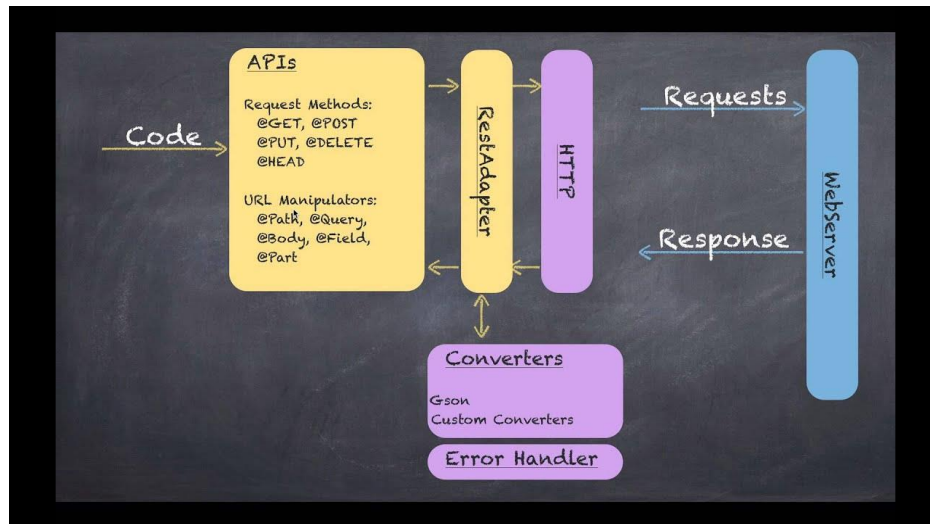 APIs
Request Methods:
@GET, @POST
@PUT, @DELETE
@HEAD
URL Manipulators:
@Path, @Query,
@Body, @Field,
@Part
Code
RestAdapter
HTTP
Requests
Response
WebServer
Converters
Gson
Custom Converters
Error Handler